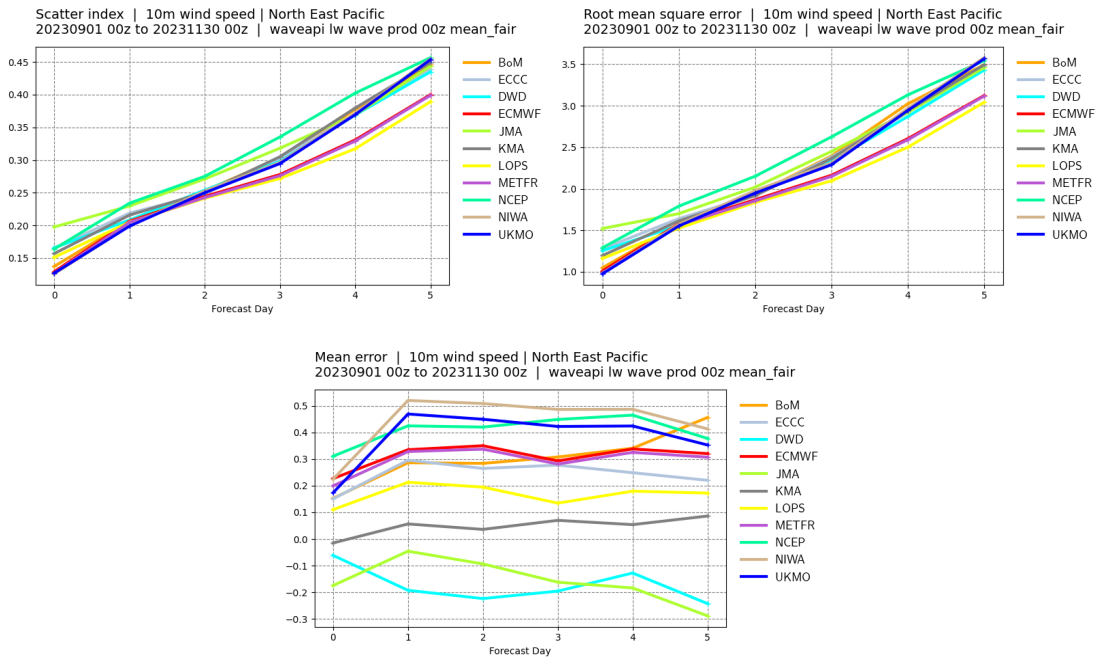 Scatter index | 10m wind speed | North East Pacific
20230901 00z to 20231130 00z | waveapi lw wave prod 00z mean_fair
0.45
0.40
0.35
0.30
0.25
0.20
0.15
0 1 2 3 4 5
Forecast Day
BoM
ECCC
DWD
ECMWF
JMA
KMA
LOPS
METFR
NCEP
NIWA
UKMO
Root mean square error | 10m wind speed | North East Pacific
20230901 00z to 20231130 00z | waveapi lw wave prod 00z mean_fair
3.5
3.0
2.5
2.0
1.5
1.0
0 1 2 3 4 5
Forecast Day
BoM
ECCC
DWD
ECMWF
JMA
KMA
LOPS
METFR
NCEP
NIWA
UKMO
Mean error | 10m wind speed | North East Pacific
20230901 00z to 20231130 00z | waveapi lw wave prod 00z mean_fair
0.5
0.4
0.3
0.2
0.1
0.0
−0.1
−0.2
−0.3
0 1 2 3 4 5
Forecast Day
BoM
ECCC
DWD
ECMWF
JMA
KMA
LOPS
METFR
NCEP
NIWA
UKMO